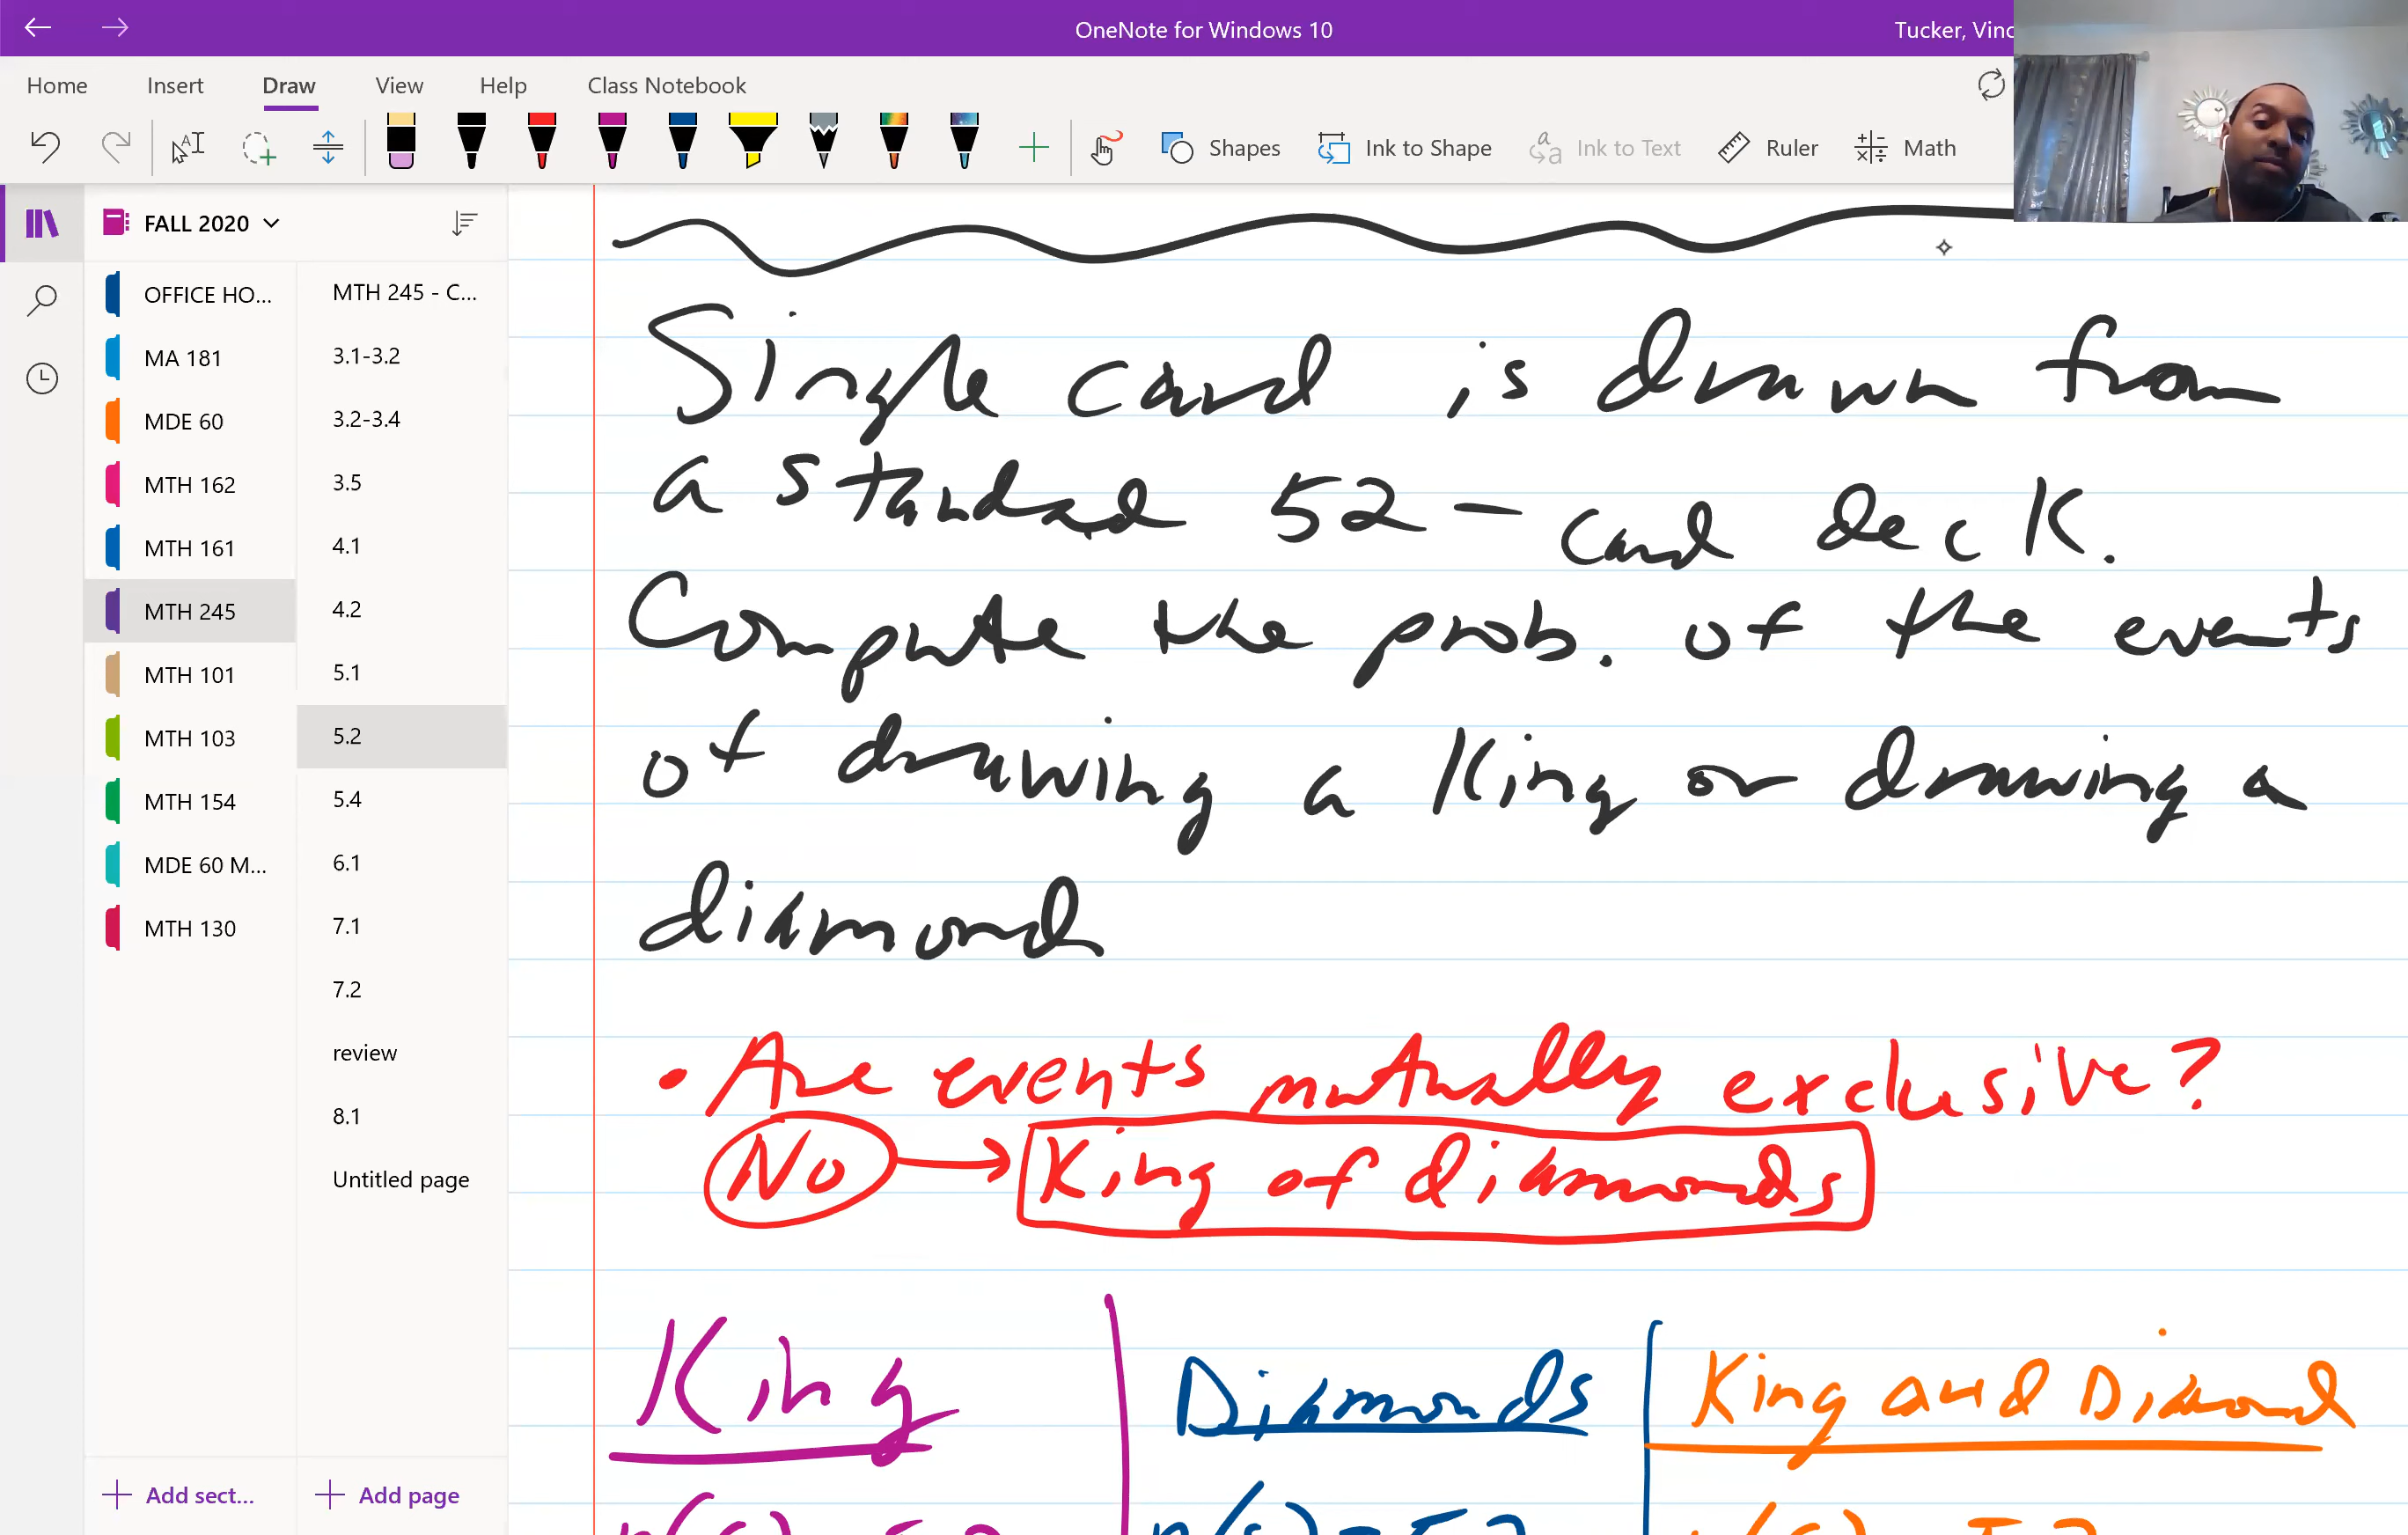 OneNote for Windows 10
Tucker, Vinc
Home Insert Draw View Help Class Notebook
Shapes Ink to Shape Ink to Text Ruler Math
FALL 2020
OFFICE HO...
MA 181
MDE 60
MTH 162
MTH 161
MTH 245
MTH 101
MTH 103
MTH 154
MDE 60 M...
MTH 130
Add sect...
MTH 245 - C...
3.1-3.2
3.2-3.4
3.5
4.1
4.2
5.1
5.2
5.4
6.1
7.1
7.2
review
8.1
Untitled page
Add page
Single card is drawn from
a standard 52-card deck.
Compute the prob. of the events
of drawing a King or drawing a
diamond
• Are events mutually exclusive?
No → King of diamonds
King Diamonds King and Diamond
n(s) = 52